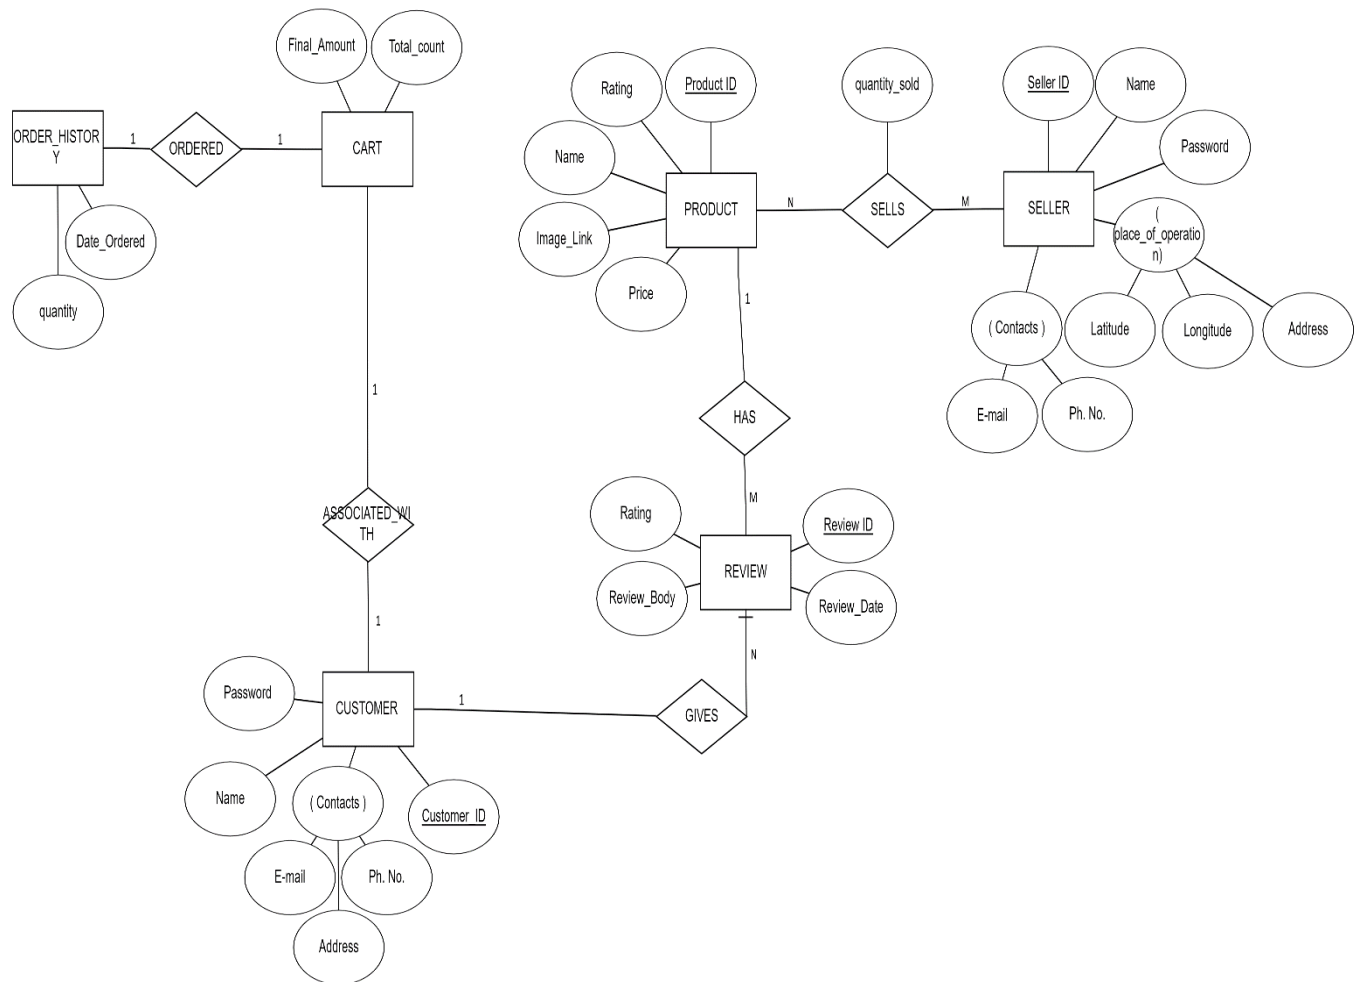 Final_Amount
Total_count
Rating
Product ID
quantity_sold
Seller ID
Name
ORDER_HISTOR
Y
1
ORDERED
1
CART
Name
Password
Date_Ordered
quantity
Image_Link
Price
PRODUCT
N
SELLS
M
SELLER
(
place_of_operatio
n)
1
( Contacts )
Latitude
Longitude
Address
E-mail
Ph. No.
1
HAS
M
ASSOCIATED_WI
TH
Rating
Review ID
REVIEW
Review_Body
Review_Date
1
N
Password
CUSTOMER
1
GIVES
Name
( Contacts )
Customer_ID
E-mail
Ph. No.
Address